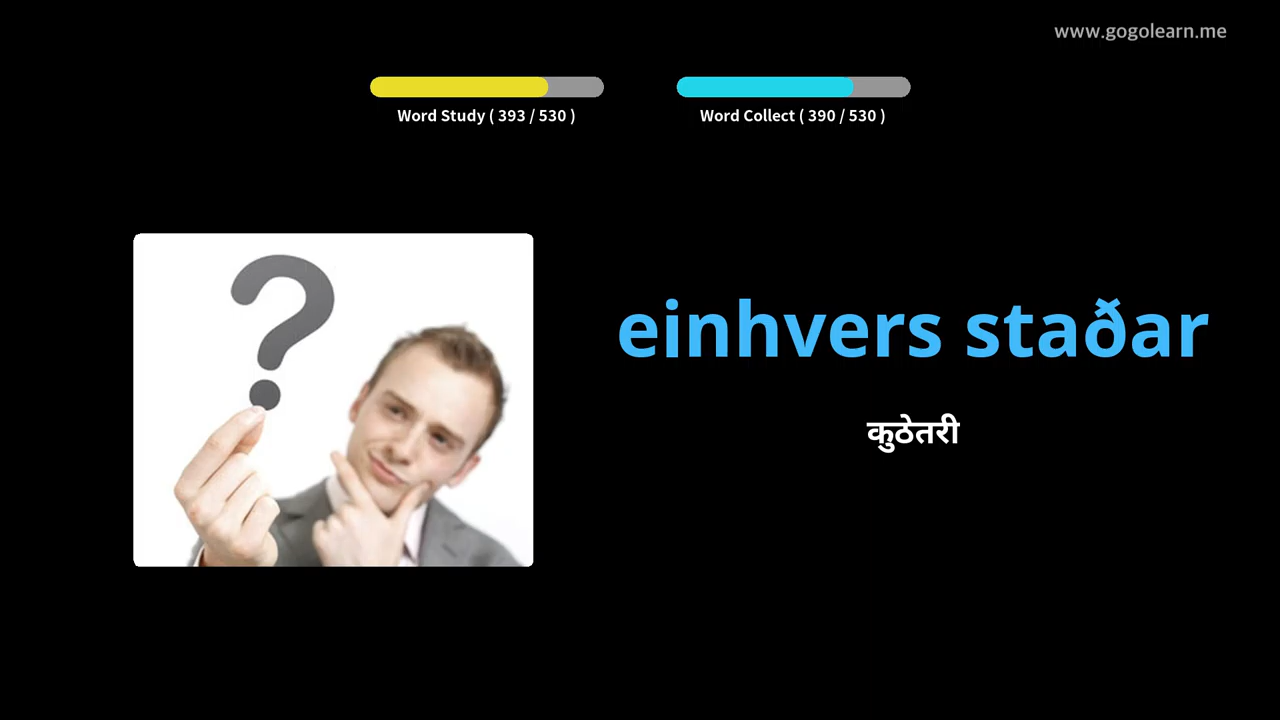 www.gogolearn.me
Word Study ( 393 / 530 )
Word Collect ( 390 / 530 )
einhvers staðar
कुठेतरी